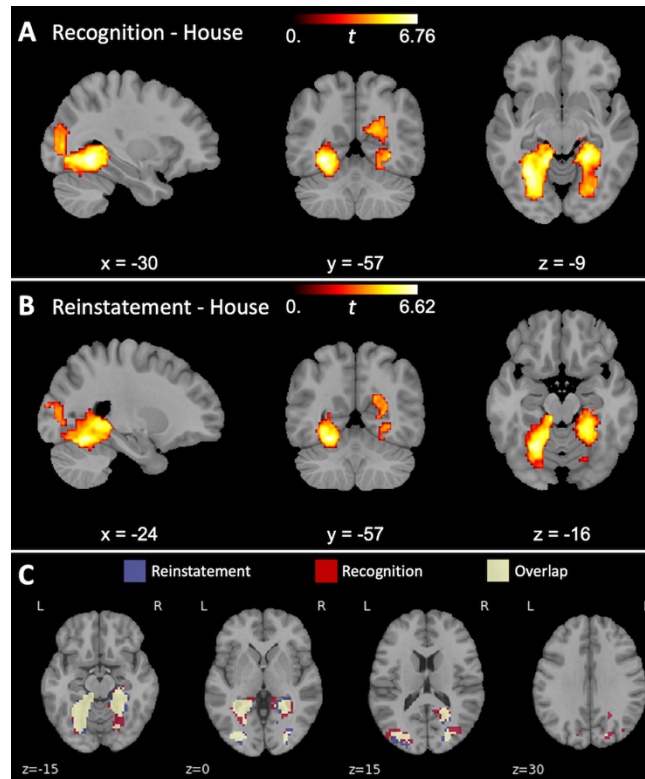 A Recognition - House
0. t 6.76
x = -30 y = -57 z = -9
B Reinstatement - House
0. t 6.62
x = -24 y = -57 z = -16
C Reinstatement Recognition Overlap
L R L R L R L
z=-15 z=0 z=15 z=30